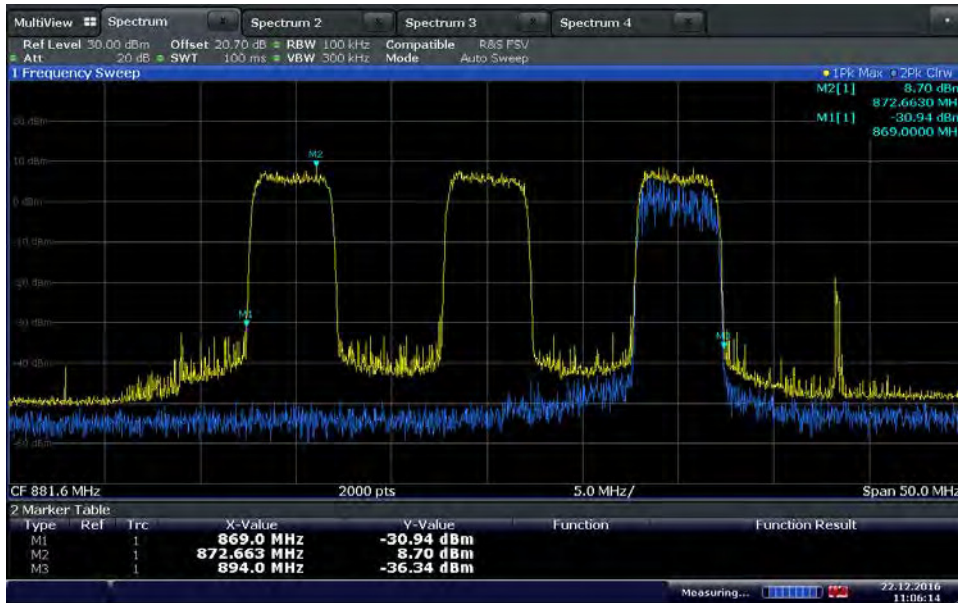 MultiView Spectrum Spectrum 2 Spectrum 3 Spectrum 4
Ref Level 30.00 dBm Offset 20.70 dB RBW 100 kHz Compatible R&S FSV
Att 20 dB SWT 100 ms VBW 300 kHz Mode Auto Sweep
1 Frequency Sweep 1Pk Max 2Pk Clrw
M2[1] 8.70 dBm
872.6630 MH
M1[1] -30.94 dBm
869.0000 MH
20 dBm
10 dBm
M2
0 dBm
-10 dBm
-20 dBm
-30 dBm
M1
-40 dBm
CF 881.6 MHz 2000 pts 5.0 MHz/ Span 50.0 MHz
2 Marker Table
Type Ref Trc X-Value Y-Value Function Function Result
M1 1 869.0 MHz -30.94 dBm
M2 1 872.663 MHz 8.70 dBm
M3 1 894.0 MHz -36.34 dBm
Measuring... 22.12.2016
11:06:14